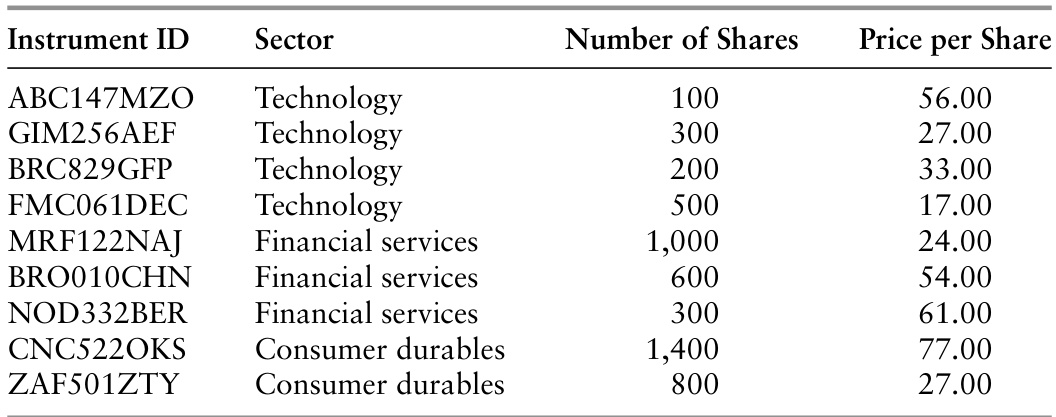 Instrument ID Sector Number of Shares Price per Share
ABC147MZO Technology 100 56.00
GIM256AEF Technology 300 27.00
BRC829GFP Technology 200 33.00
FMC061DEC Technology 500 17.00
MRF122NAJ Financial services 1,000 24.00
BRO010CHN Financial services 600 54.00
NOD332BER Financial services 300 61.00
CNC522OKS Consumer durables 1,400 77.00
ZAF501ZTY Consumer durables 800 27.00